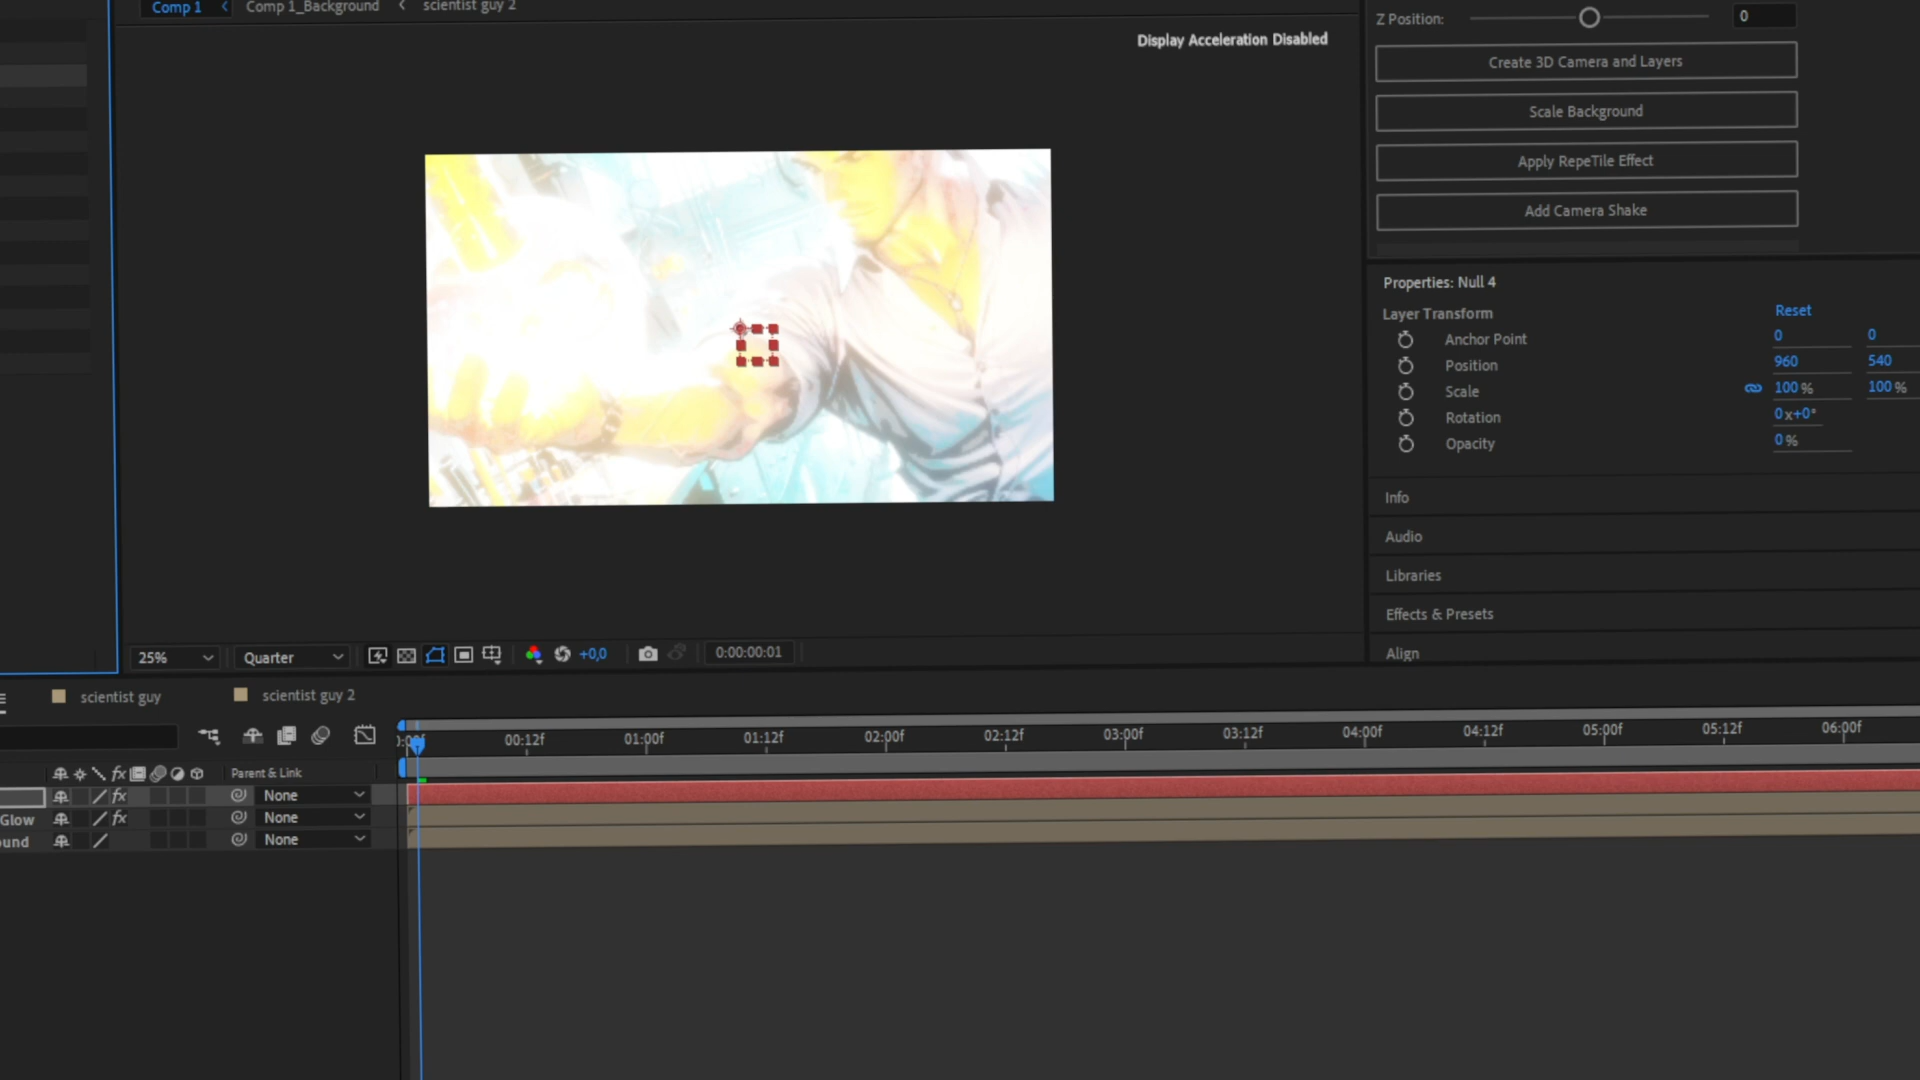 Comp 1
Comp 1_Background
scientist guy 2
Display Acceleration Disabled
Z Position:
0
Create 3D Camera and Layers
Scale Background
Apply RepeTile Effect
Add Camera Shake
Properties: Null 4
Layer Transform
Reset
Anchor Point
0
0
Position
960
540
Scale
100 %
100 %
Rotation
0x+0°
Opacity
0 %
Info
Audio
Libraries
Effects & Presets
Align
25%
Quarter
+0,0
0:00:00:01
scientist guy
scientist guy 2
00:12f
01:00f
01:12f
02:00f
02:12f
03:00f
03:12f
04:00f
04:12f
05:00f
05:12f
06:00f
fx
Parent & Link
fx
None
Glow
fx
None
None